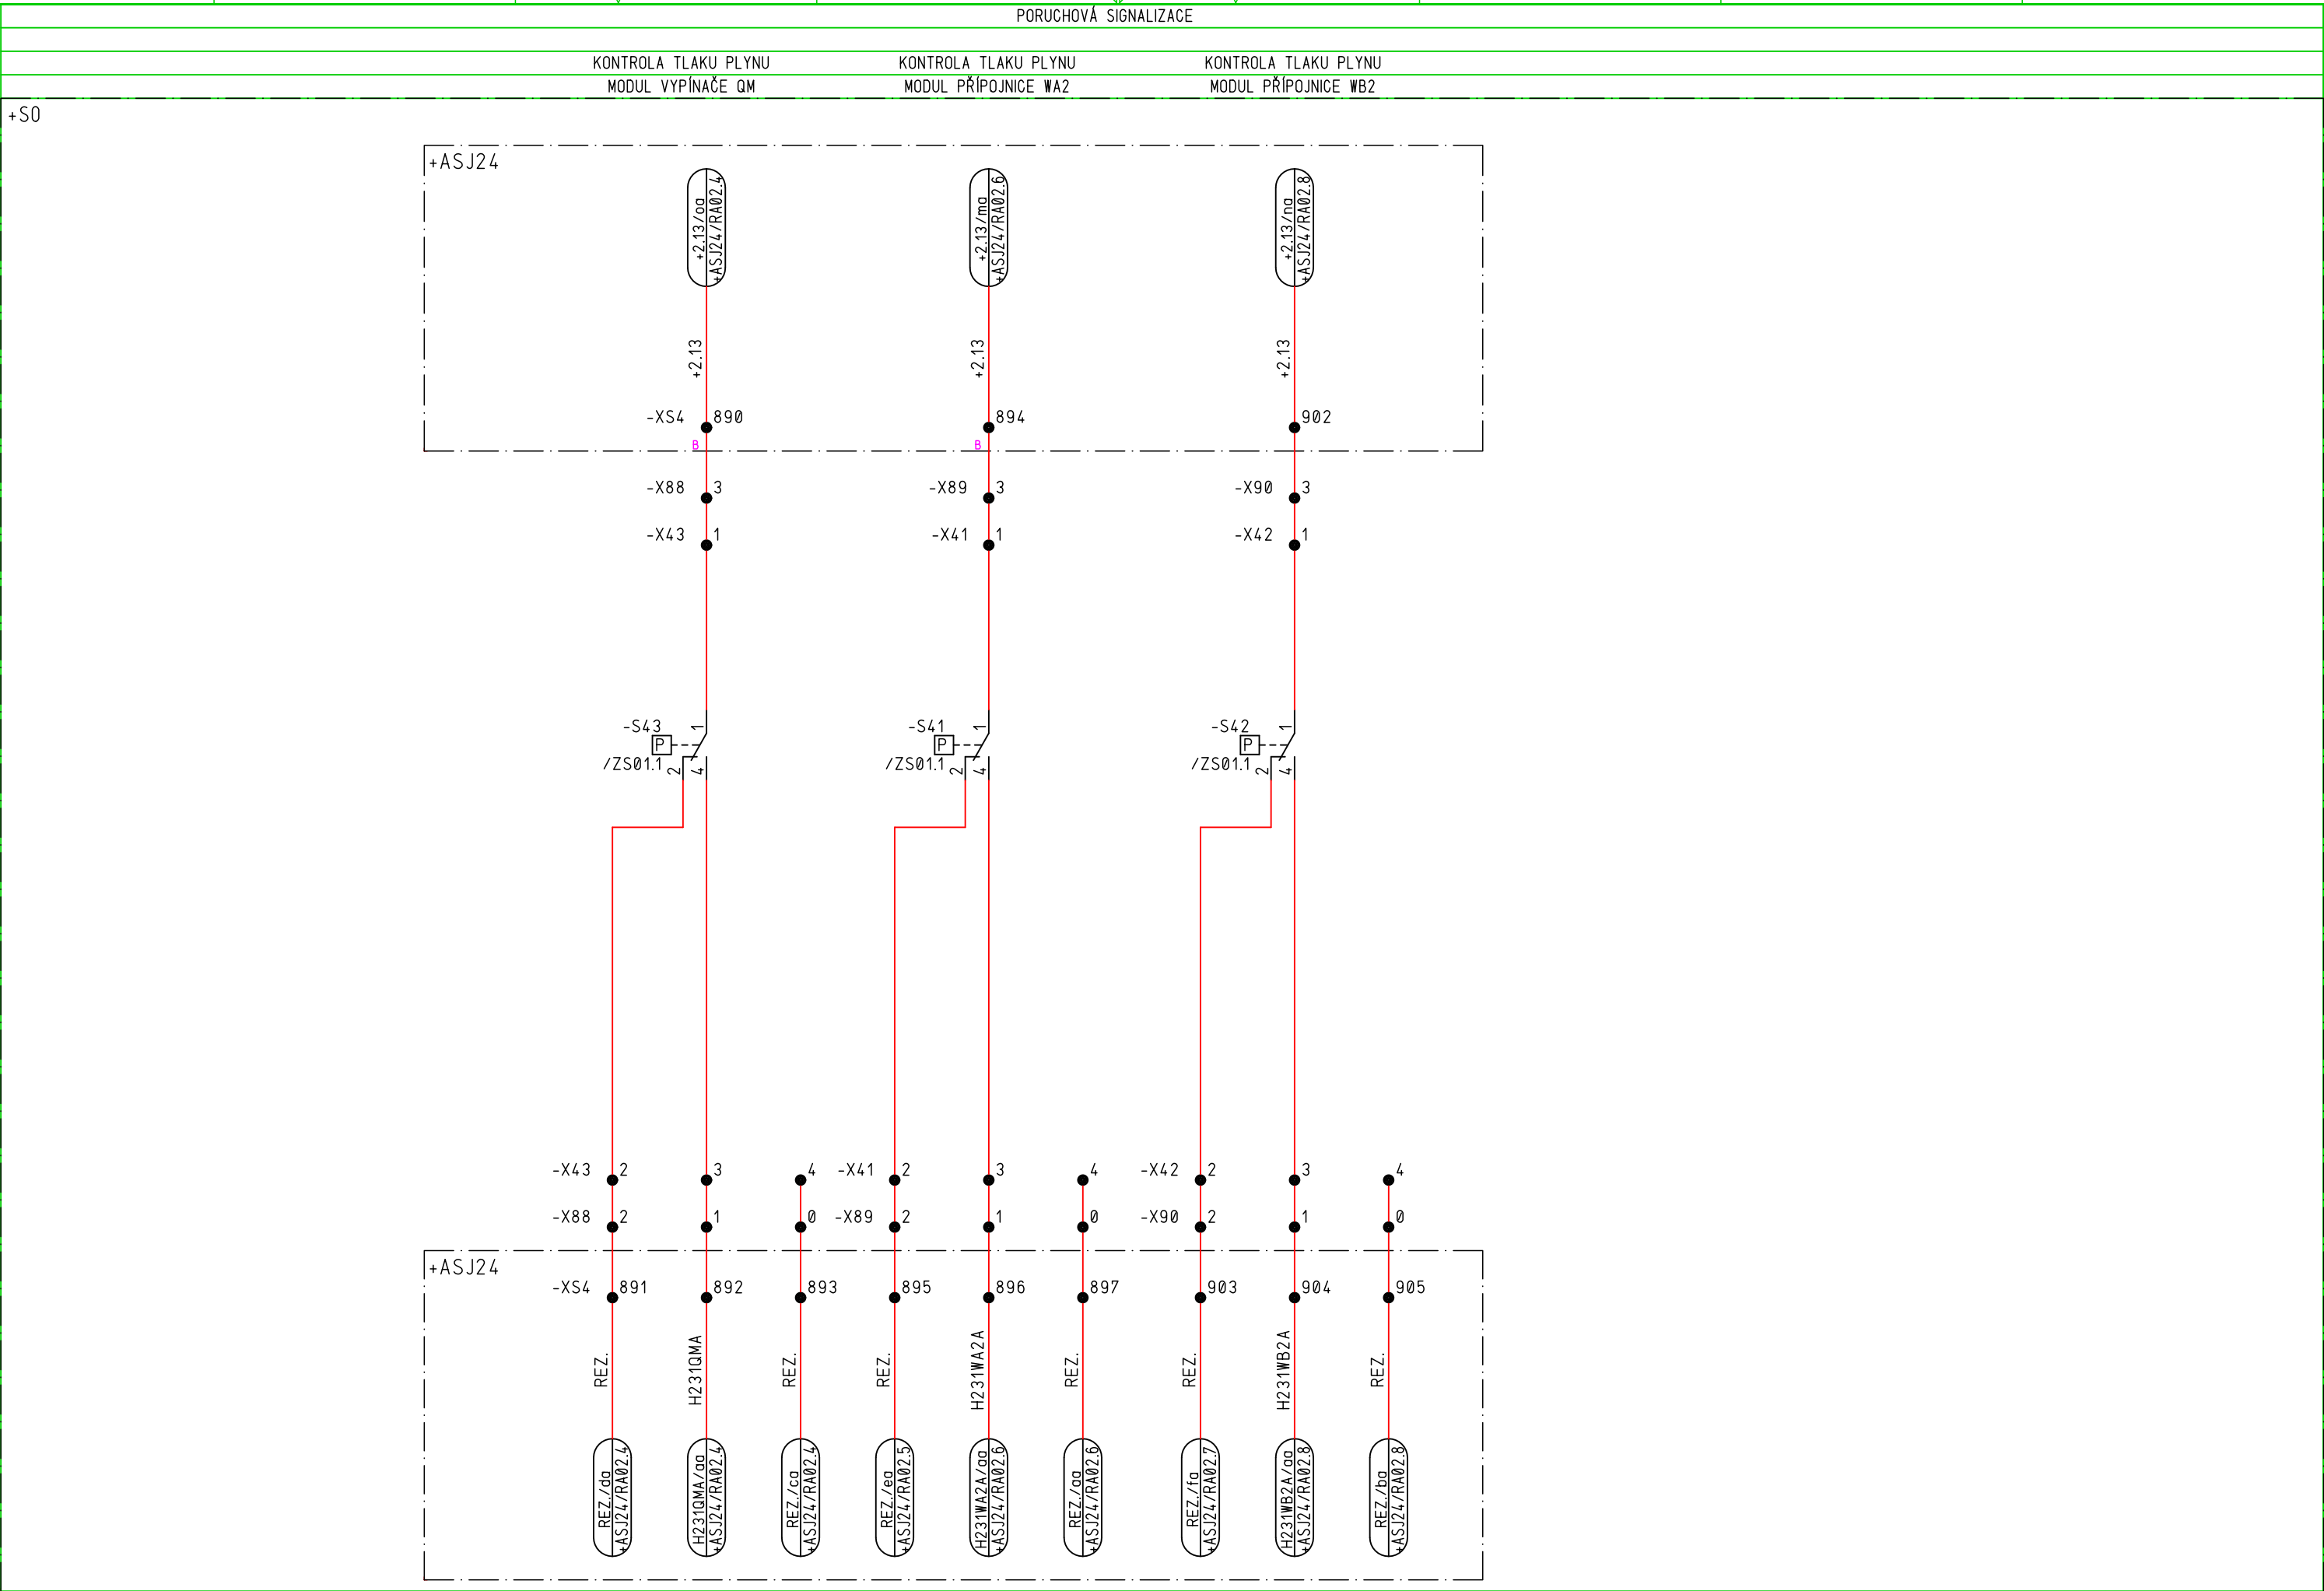 PORUCHOVÁ SIGNALIZACE
KONTROLA TLAKU PLYNU KONTROLA TLAKU PLYNU KONTROLA TLAKU PLYNU
MODUL VYPÍNAČE QM MODUL PŘÍPOJNICE WA2 MODUL PŘÍPOJNICE WB2
+S0
+ASJ24
+2.13/oa +2.13/ma +2.13/na
+ASJ24/RA02.4 +ASJ24/RA02.6 +ASJ24/RA02.8
+2.13 +2.13 +2.13
-XS4 890 894 902
B B
-X88 3 -X89 3 -X90 3
-X43 1 -X41 1 -X42 1
-S43 1 -S41 1 -S42 1
P P P
/ZS01.1 2 4 /ZS01.1 2 4 /ZS01.1 2 4
-X43 2 3 4 -X41 2 3 4 -X42 2 3 4
-X88 2 1 0 -X89 2 1 0 -X90 2 1 0
+ASJ24
-XS4 891 892 893 895 896 897 903 904 905
REZ. H231QMA REZ. REZ. H231WA2A REZ. REZ. H231WB2A REZ.
REZ./da H231QMA/aa REZ./ca REZ./ea H231WA2A/aa REZ./aa REZ./fa H231WB2A/aa REZ./ba
+ASJ24/RA02.4 +ASJ24/RA02.4 +ASJ24/RA02.4 +ASJ24/RA02.5 +ASJ24/RA02.6 +ASJ24/RA02.6 +ASJ24/RA02.7 +ASJ24/RA02.8 +ASJ24/RA02.8